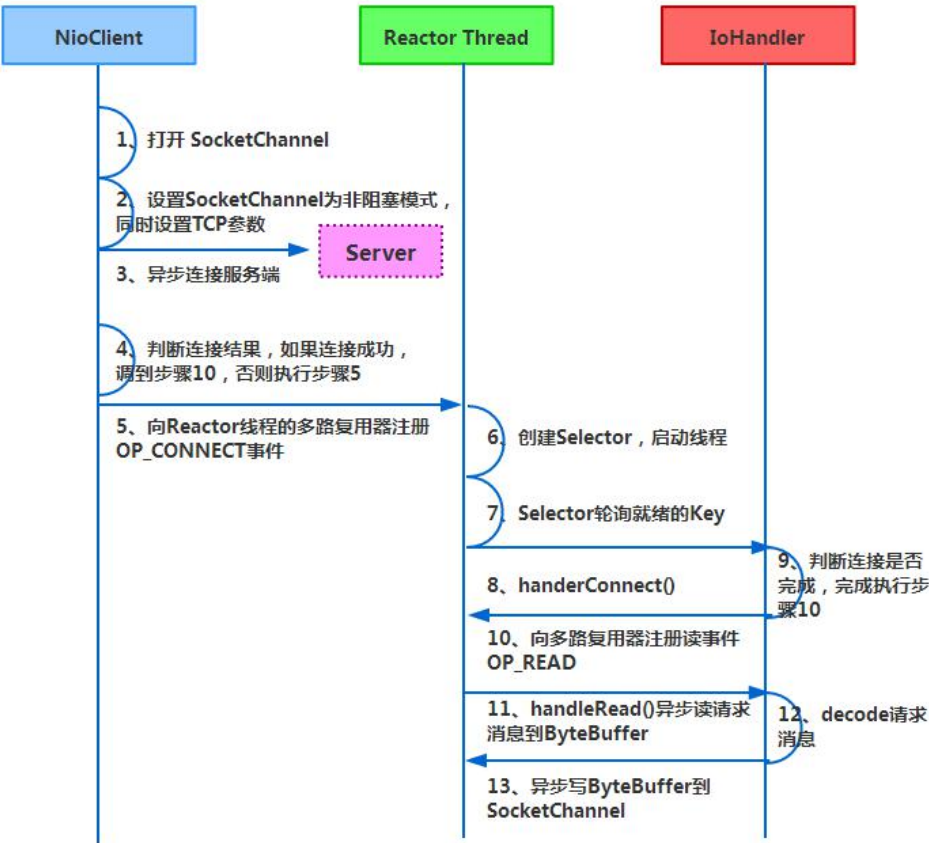 NioClient
Reactor Thread
IoHandler
1、打开 SocketChannel
2、设置SocketChannel为非阻塞模式，
同时设置TCP参数
Server
3、异步连接服务端
4、判断连接结果，如果连接成功，
调到步骤10，否则执行步骤5
5、向Reactor线程的多路复用器注册
OP_CONNECT事件
6、创建Selector，启动线程
7、Selector轮询就绪的Key
8、handerConnect()
9、判断连接是否
完成，完成执行步
骤10
10、向多路复用器注册读事件
OP_READ
11、handleRead()异步读请求
消息到ByteBuffer
12、decode请求
消息
13、异步写ByteBuffer到
SocketChannel